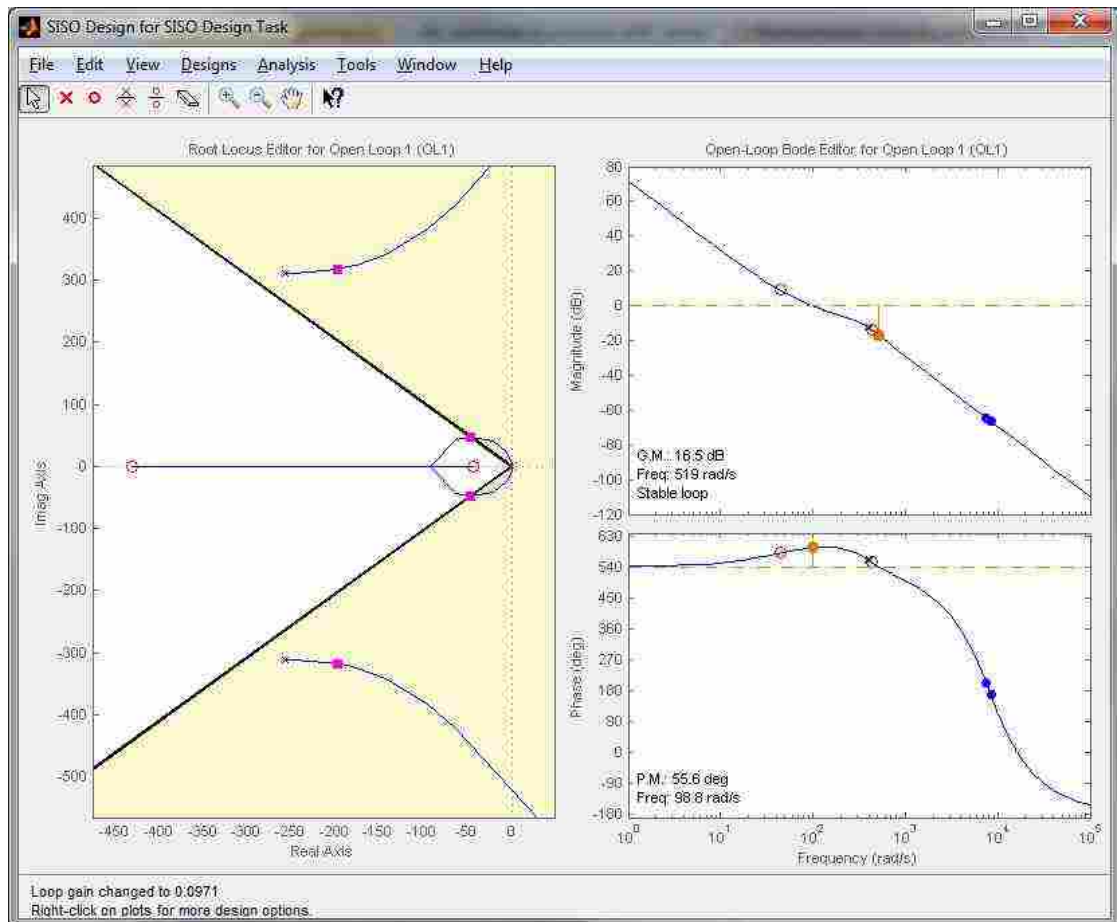 SISO Design for SISO Design Task
File Edit View Designs Analysis Tools Window Help
Root Locus Editor for Open Loop 1 (OL1)
400
300
200
100
0
-100
-200
-300
-400
-500
Imag Axis
-450 -400 -350 -300 -250 -200 -150 -100 -50 0
Real Axis
Open-Loop Bode Editor for Open Loop 1 (OL1)
80
60
40
20
0
-20
-40
-60
-80
-100
-120
Magnitude (dB)
G.M.: 16.5 dB
Freq: 519 rad/s
Stable loop
630
540
450
360
270
180
90
0
-90
-180
Phase (deg)
P.M.: 55.6 deg
Freq: 98.8 rad/s
10^0 10^1 10^2 10^3 10^4 10^5
Frequency (rad/s)
Loop gain changed to 0.0971
Right-click on plots for more design options.